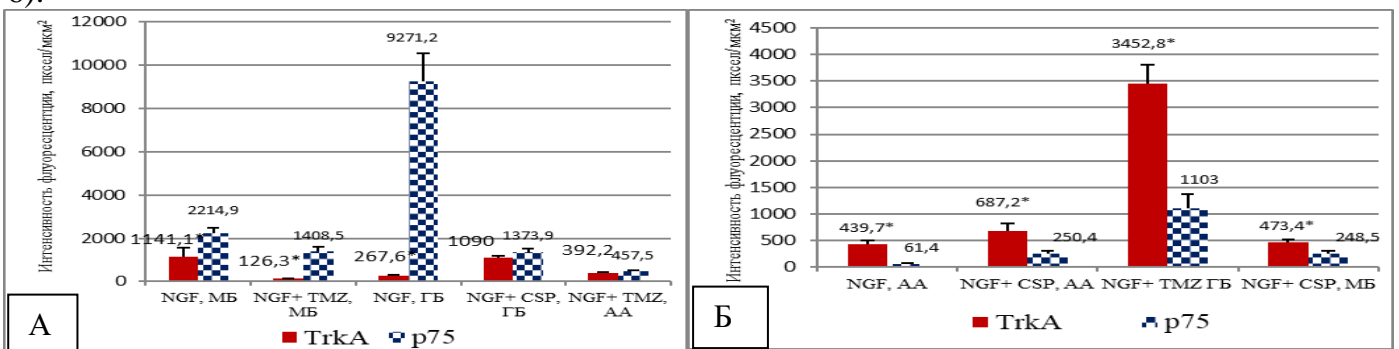 6).
12000
10000
8000
6000
4000
2000
0
Интенсивность флуоресцентции, пксел/мкм²
1141,1*
2214,9
126,3*
1408,5
267,6*
9271,2
1090
1373,9
392,2
457,5
NGF, МБ
NGF+ TMZ, МБ
NGF, ГБ
NGF+ CSP, ГБ
NGF+ TMZ, АА
TrkA
p75
А
4500
4000
3500
3000
2500
2000
1500
1000
500
0
Интенсивность флуоресцентции, пксел/мкм²
439,7*
61,4
687,2*
250,4
3452,8*
1103
473,4*
248,5
NGF, АА
NGF+ CSP, АА
NGF+ TMZ ГБ
NGF+ CSP, МБ
TrkA
p75
Б